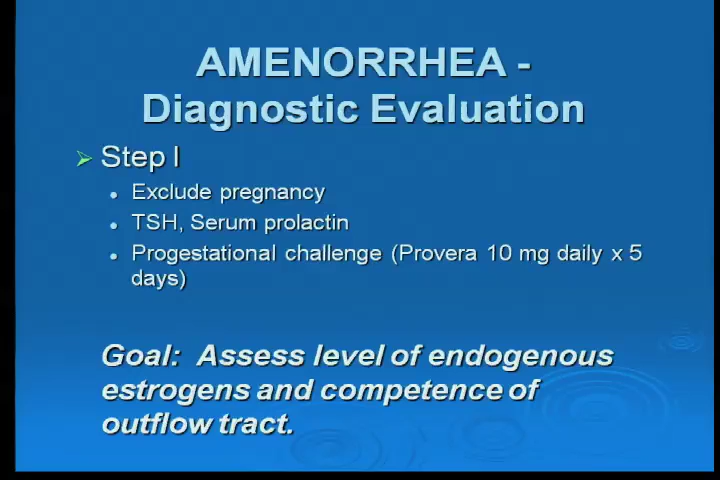 AMENORRHEA -
Diagnostic Evaluation
Step I
Exclude pregnancy
TSH, Serum prolactin
Progestational challenge (Provera 10 mg daily x 5
days)
Goal: Assess level of endogenous
estrogens and competence of
outflow tract.